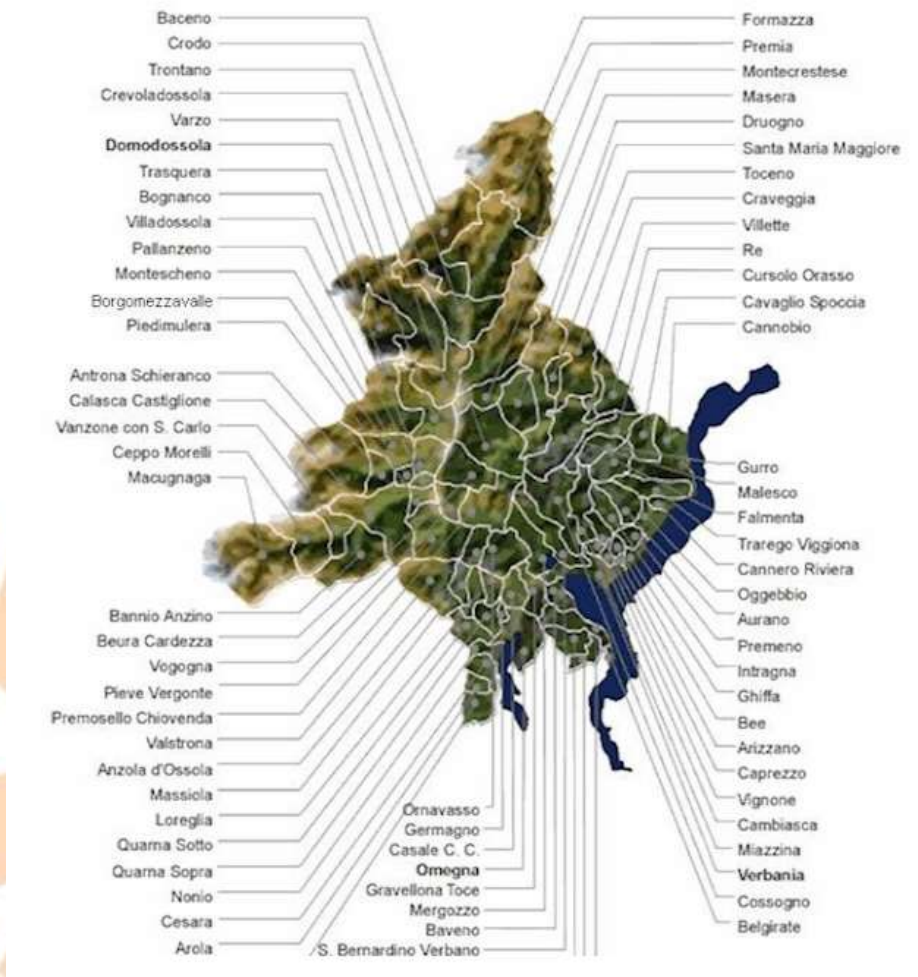 Baceno
Crodo
Trontano
Crevoladossola
Varzo
Domodossola
Trasquera
Bognanco
Villadossola
Pallanzeno
Montescheno
Borgomezzavalle
Piedimulera
Antrona Schieranco
Calasca Castiglione
Vanzone con S. Carlo
Ceppo Morelli
Macugnaga
Bannio Anzino
Beura Cardezza
Vogogna
Pieve Vergonte
Premosello Chiovenda
Valstrona
Anzola d'Ossola
Massiola
Loreglia
Quarna Sotto
Quarna Sopra
Nonio
Cesara
Arola
Ornavasso
Germagno
Casale C. C.
Omegna
Gravellona Toce
Mergozzo
Baveno
S. Bernardino Verbano
Formazza
Premia
Montecrestese
Masera
Druogno
Santa Maria Maggiore
Toceno
Craveggia
Villette
Re
Cursolo Orasso
Cavaglio Spoccia
Cannobio
Gurro
Malesco
Falmenta
Trarego Viggiona
Cannero Riviera
Oggebbio
Aurano
Premeno
Intragna
Ghiffa
Bee
Arizzano
Caprezzo
Vignone
Cambiasca
Miazzina
Verbania
Cossogno
Belgirate